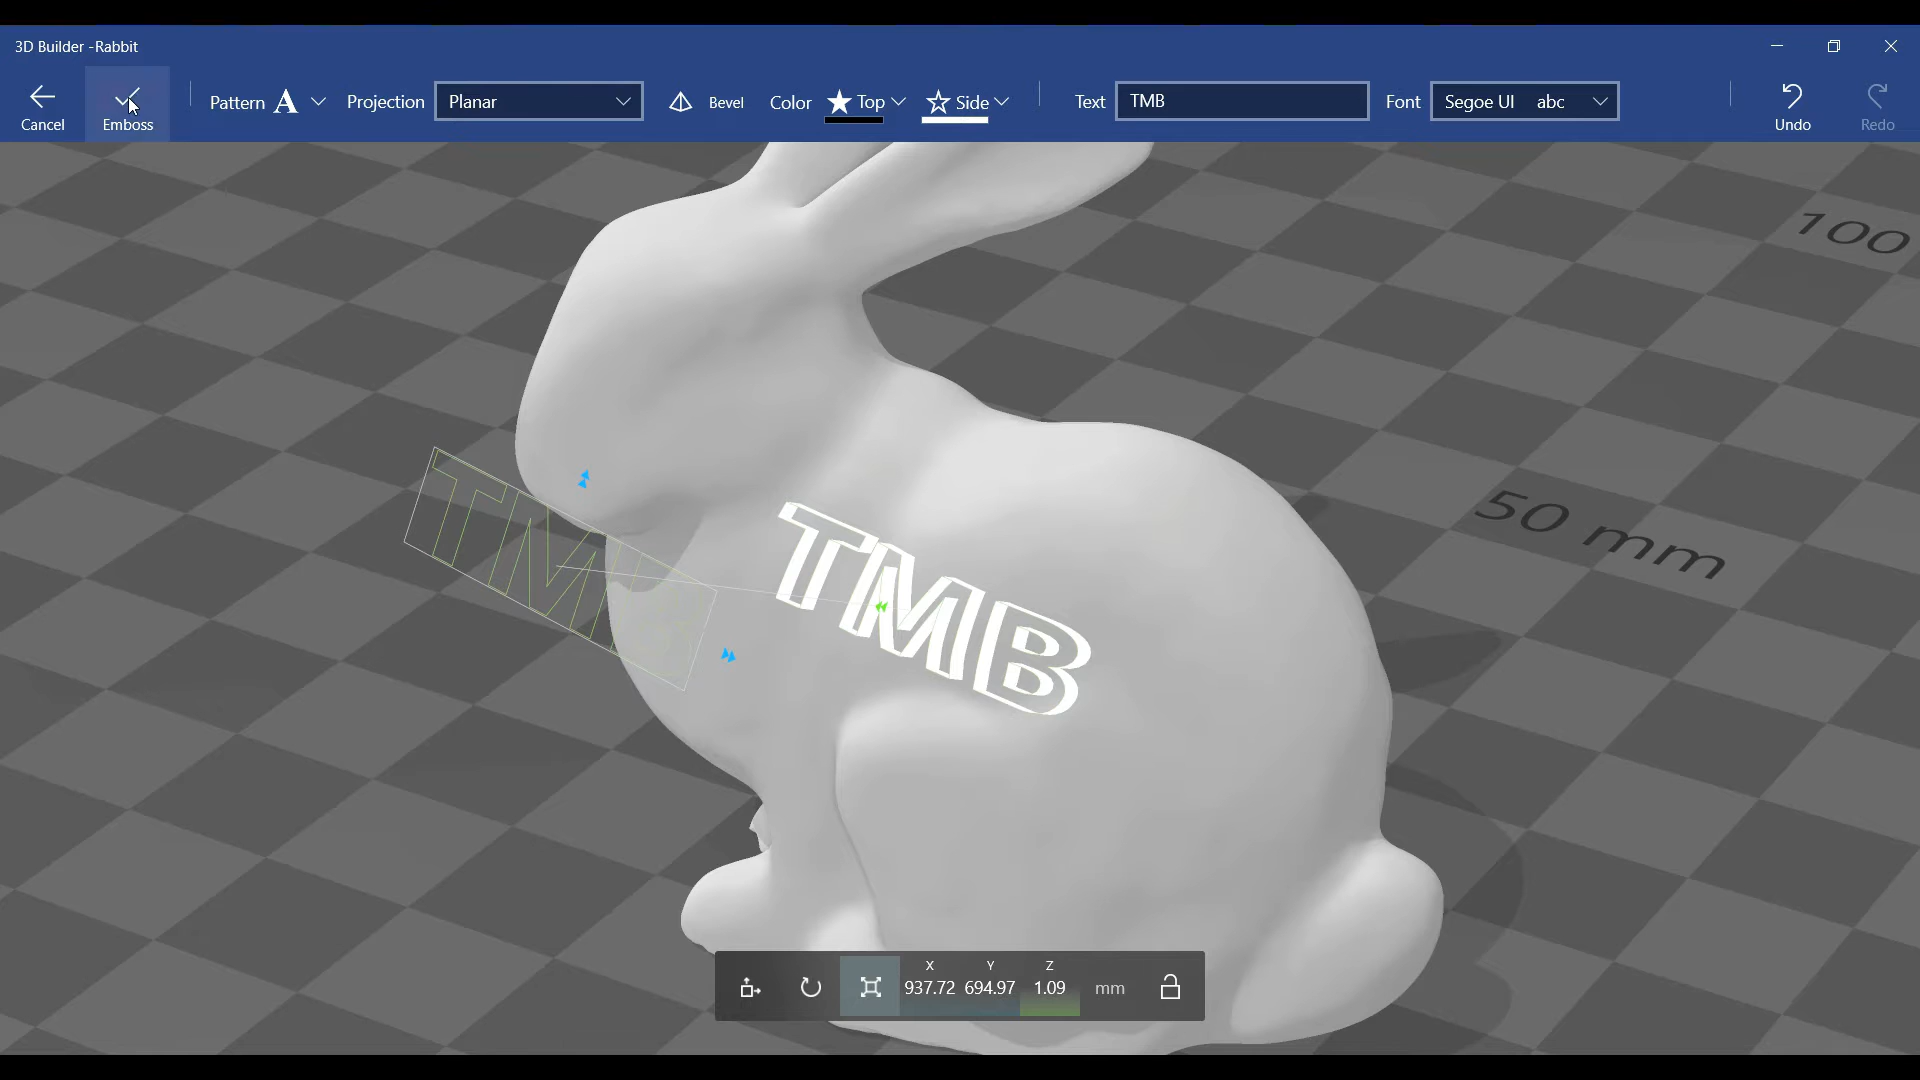 3D Builder -Rabbit
Cancel
Emboss
Pattern A
Projection Planar
Bevel
Color Top Side
Text TMB
Font Segoe UI abc
Undo
Redo
100
50 mm
TMB
TMB
X Y Z
937.72 694.97 1.09 mm